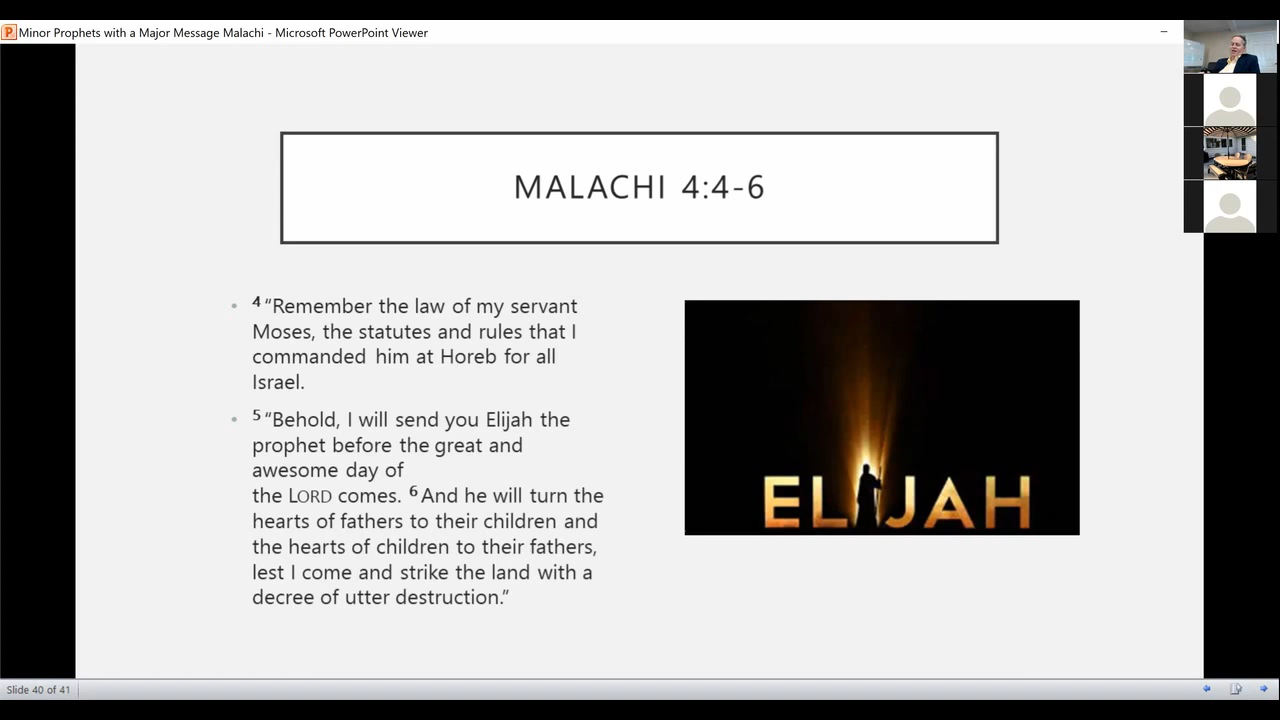 Minor Prophets with a Major Message Malachi - Microsoft PowerPoint Viewer
MALACHI 4:4-6
• 4 “Remember the law of my servant
Moses, the statutes and rules that I
commanded him at Horeb for all
Israel.
• 5 “Behold, I will send you Elijah the
prophet before the great and
awesome day of
the LORD comes. 6 And he will turn the
hearts of fathers to their children and
the hearts of children to their fathers,
lest I come and strike the land with a
decree of utter destruction.”
ELIJAH
Slide 40 of 41